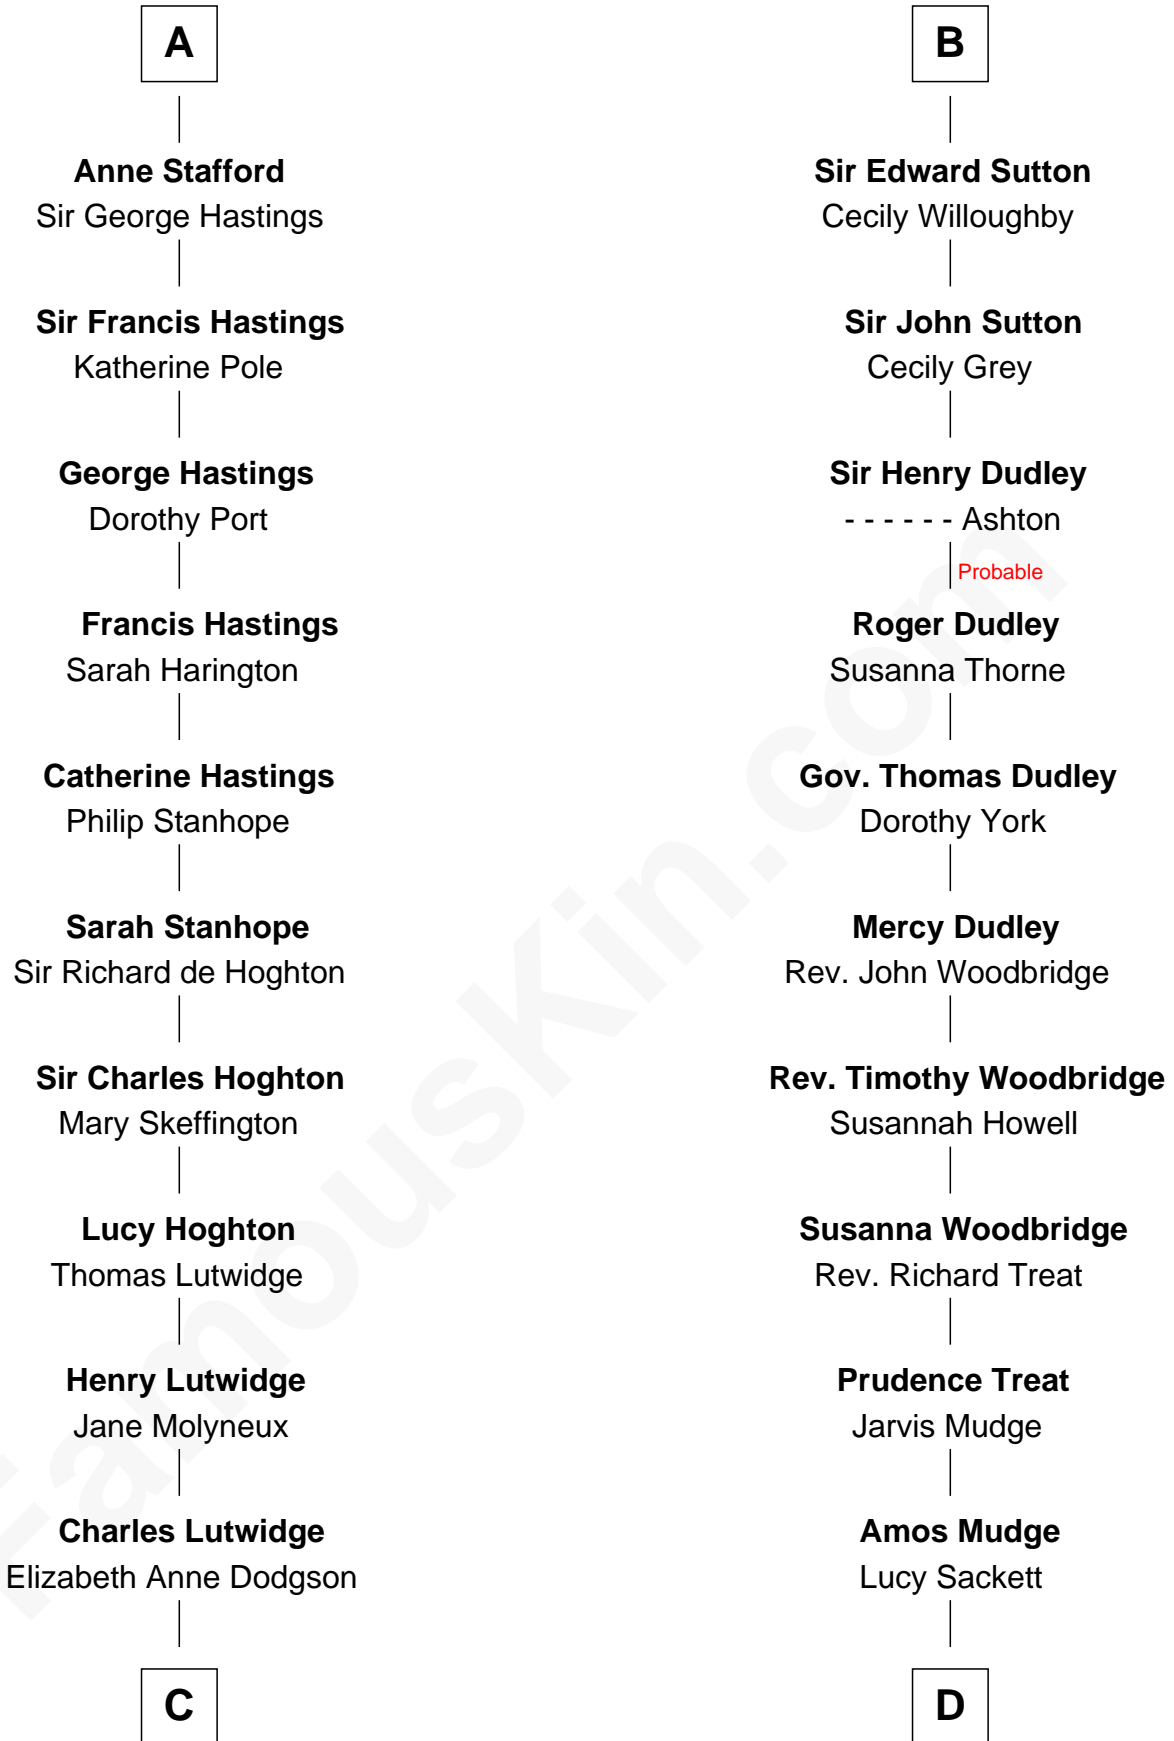 A
Anne Stafford
Sir George Hastings
Sir Francis Hastings
Katherine Pole
George Hastings
Dorothy Port
Francis Hastings
Sarah Harington
Catherine Hastings
Philip Stanhope
Sarah Stanhope
Sir Richard de Hoghton
Sir Charles Hoghton
Mary Skeffington
Lucy Hoghton
Thomas Lutwidge
Henry Lutwidge
Jane Molyneux
Charles Lutwidge
Elizabeth Anne Dodgson
C
B
Sir Edward Sutton
Cecily Willoughby
Sir John Sutton
Cecily Grey
Sir Henry Dudley
- - - - - - Ashton
Probable
Roger Dudley
Susanna Thorne
Gov. Thomas Dudley
Dorothy York
Mercy Dudley
Rev. John Woodbridge
Rev. Timothy Woodbridge
Susannah Howell
Susanna Woodbridge
Rev. Richard Treat
Prudence Treat
Jarvis Mudge
Amos Mudge
Lucy Sackett
D
FamousKin.com